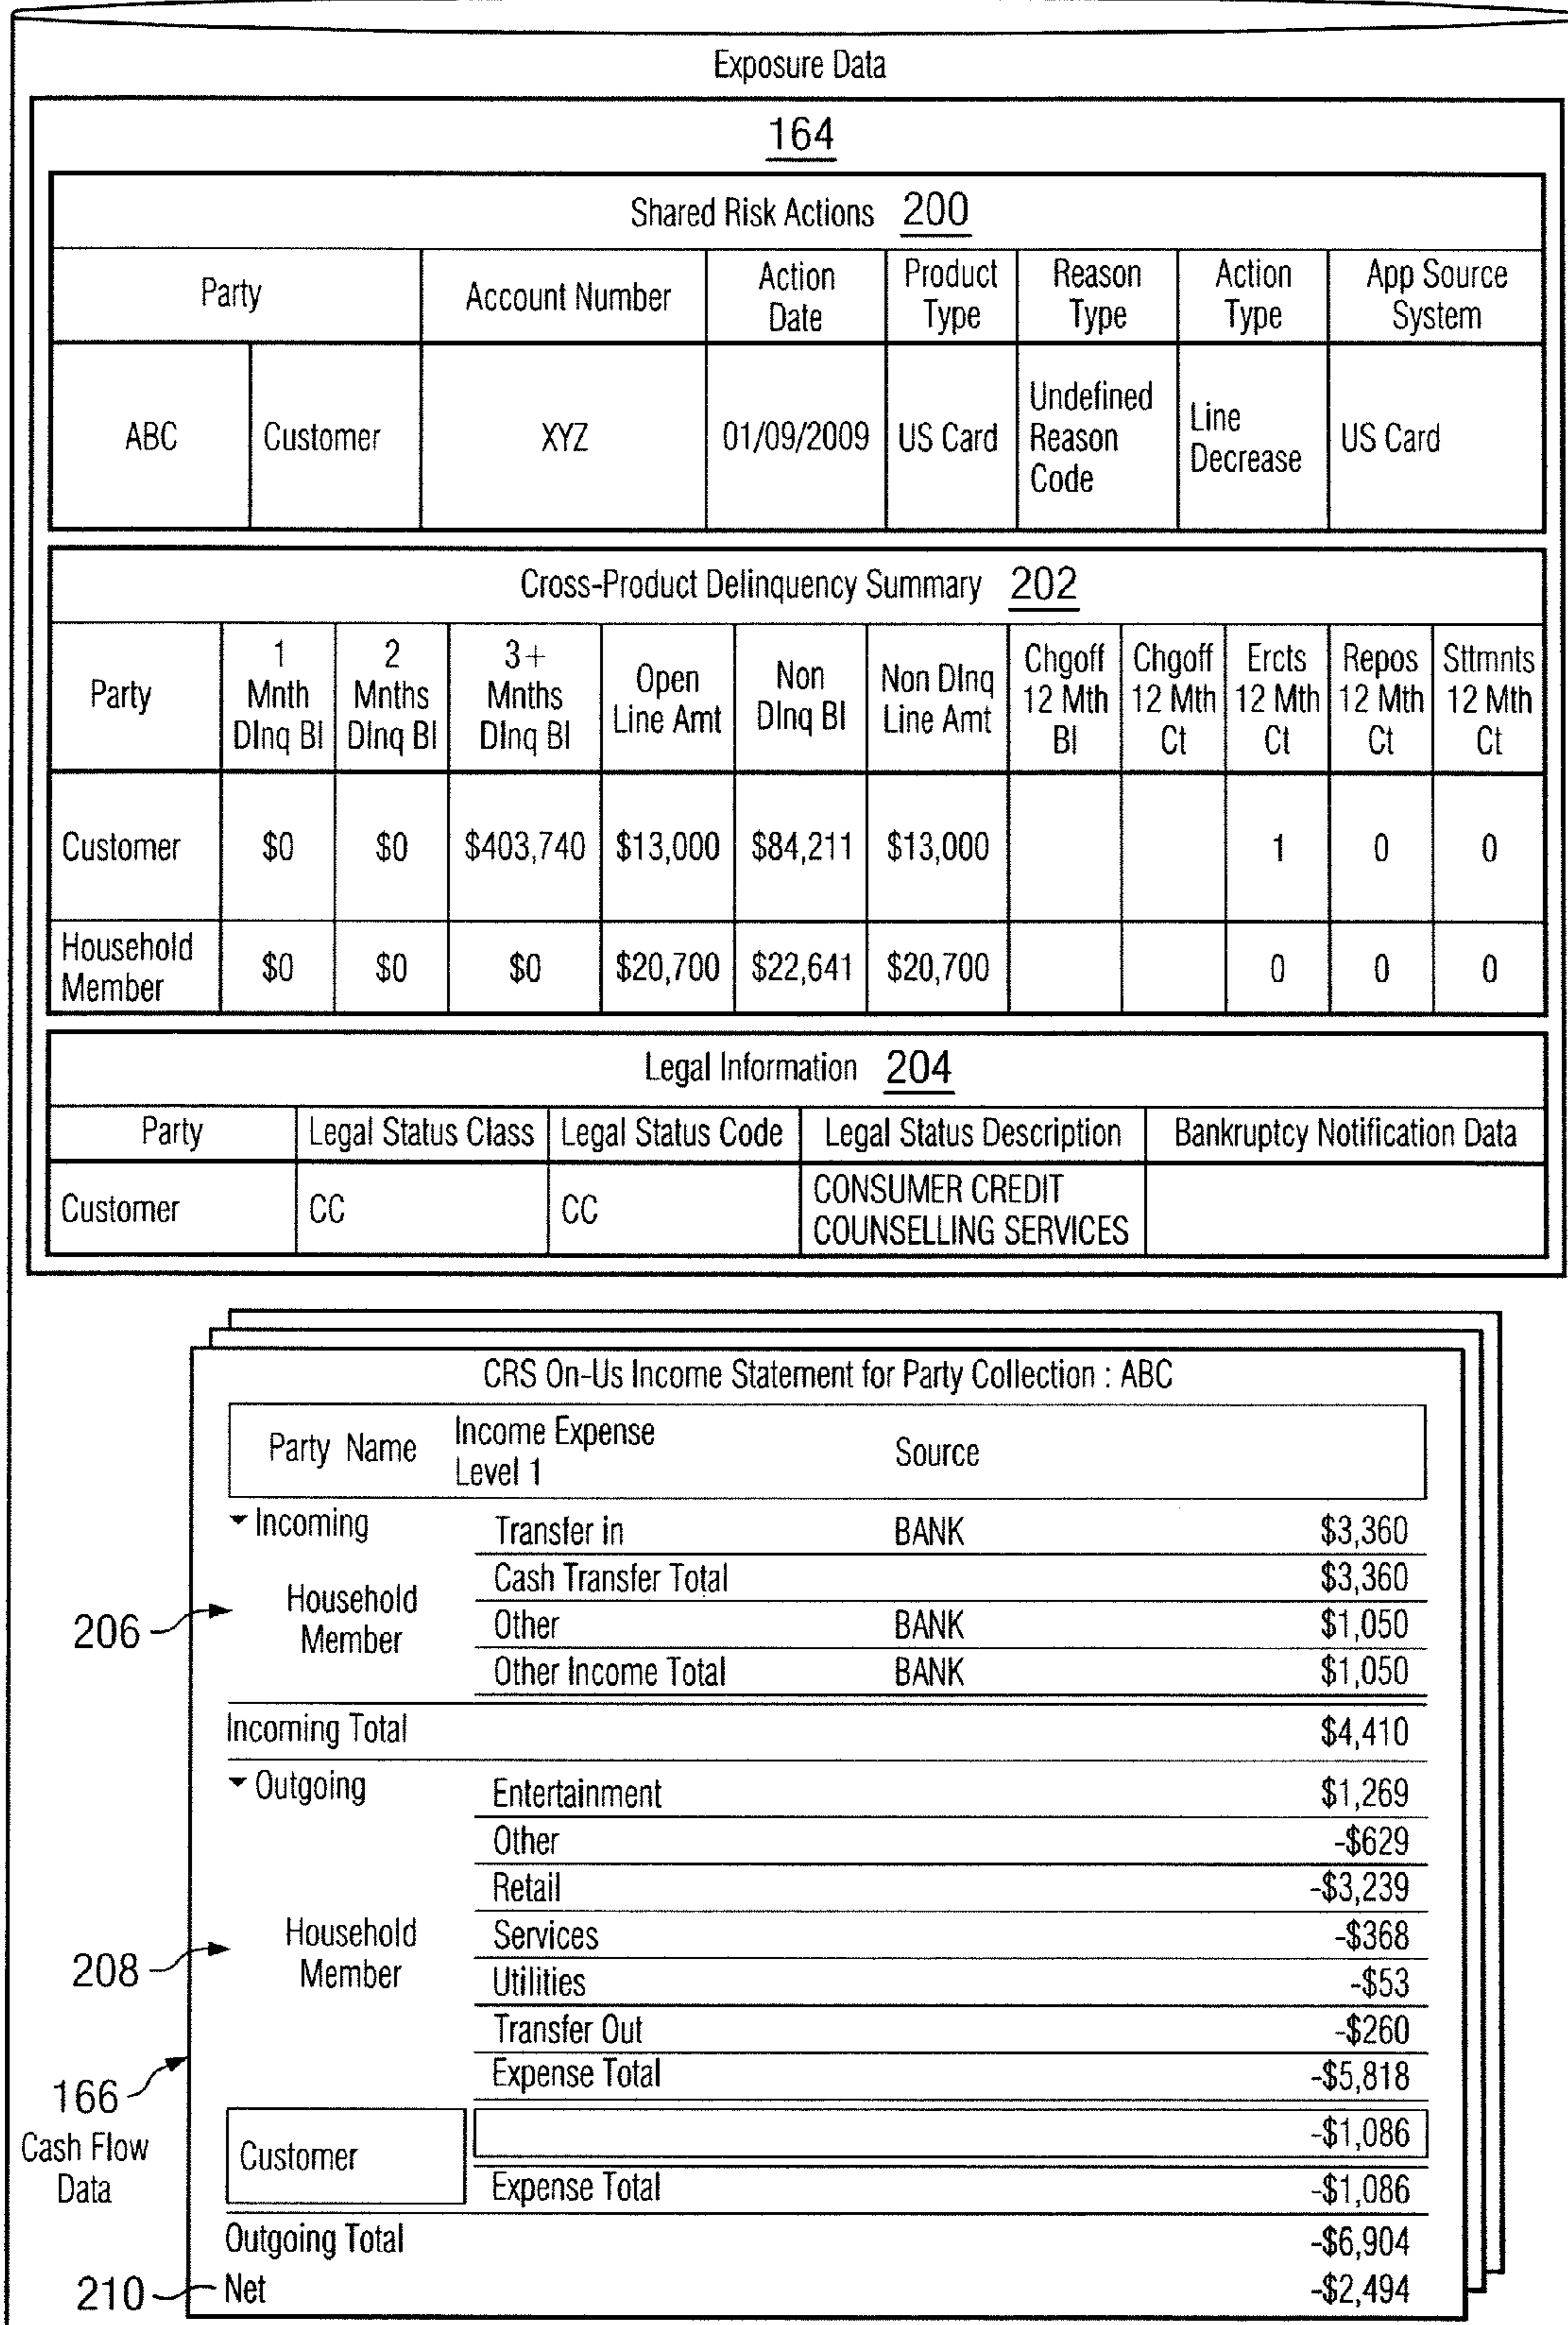 Exposure Data
164
Shared Risk Actions 200
Party Account Number Action Date Product Type Reason Type Action Type App Source System
ABC Customer XYZ 01/09/2009 US Card Undefined Reason Code Line Decrease US Card
Cross-Product Delinquency Summary 202
Party 1 Mnth Dlnq Bl 2 Mnths Dlnq Bl 3+ Mnths Dlnq Bl Open Line Amt Non Dlnq Bl Non Dlnq Line Amt Chgoff 12 Mth Bl Chgoff 12 Mth Ct Ercts 12 Mth Ct Repos 12 Mth Ct Sttmnts 12 Mth Ct
Customer $0 $0 $403,740 $13,000 $84,211 $13,000 1 0 0
Household Member $0 $0 $0 $20,700 $22,641 $20,700 0 0 0
Legal Information 204
Party Legal Status Class Legal Status Code Legal Status Description Bankruptcy Notification Data
Customer CC CC CONSUMER CREDIT COUNSELLING SERVICES
CRS On-Us Income Statement for Party Collection : ABC
Party Name Income Expense Level 1 Source
Incoming Transfer in BANK $3,360
Cash Transfer Total $3,360
206 Household Member Other BANK $1,050
Other Income Total BANK $1,050
Incoming Total $4,410
Outgoing Entertainment $1,269
Other -$629
Retail -$3,239
208 Household Member Services -$368
Utilities -$53
Transfer Out -$260
Expense Total -$5,818
166 Cash Flow Data
Customer -$1,086
Expense Total -$1,086
Outgoing Total -$6,904
210 Net -$2,494